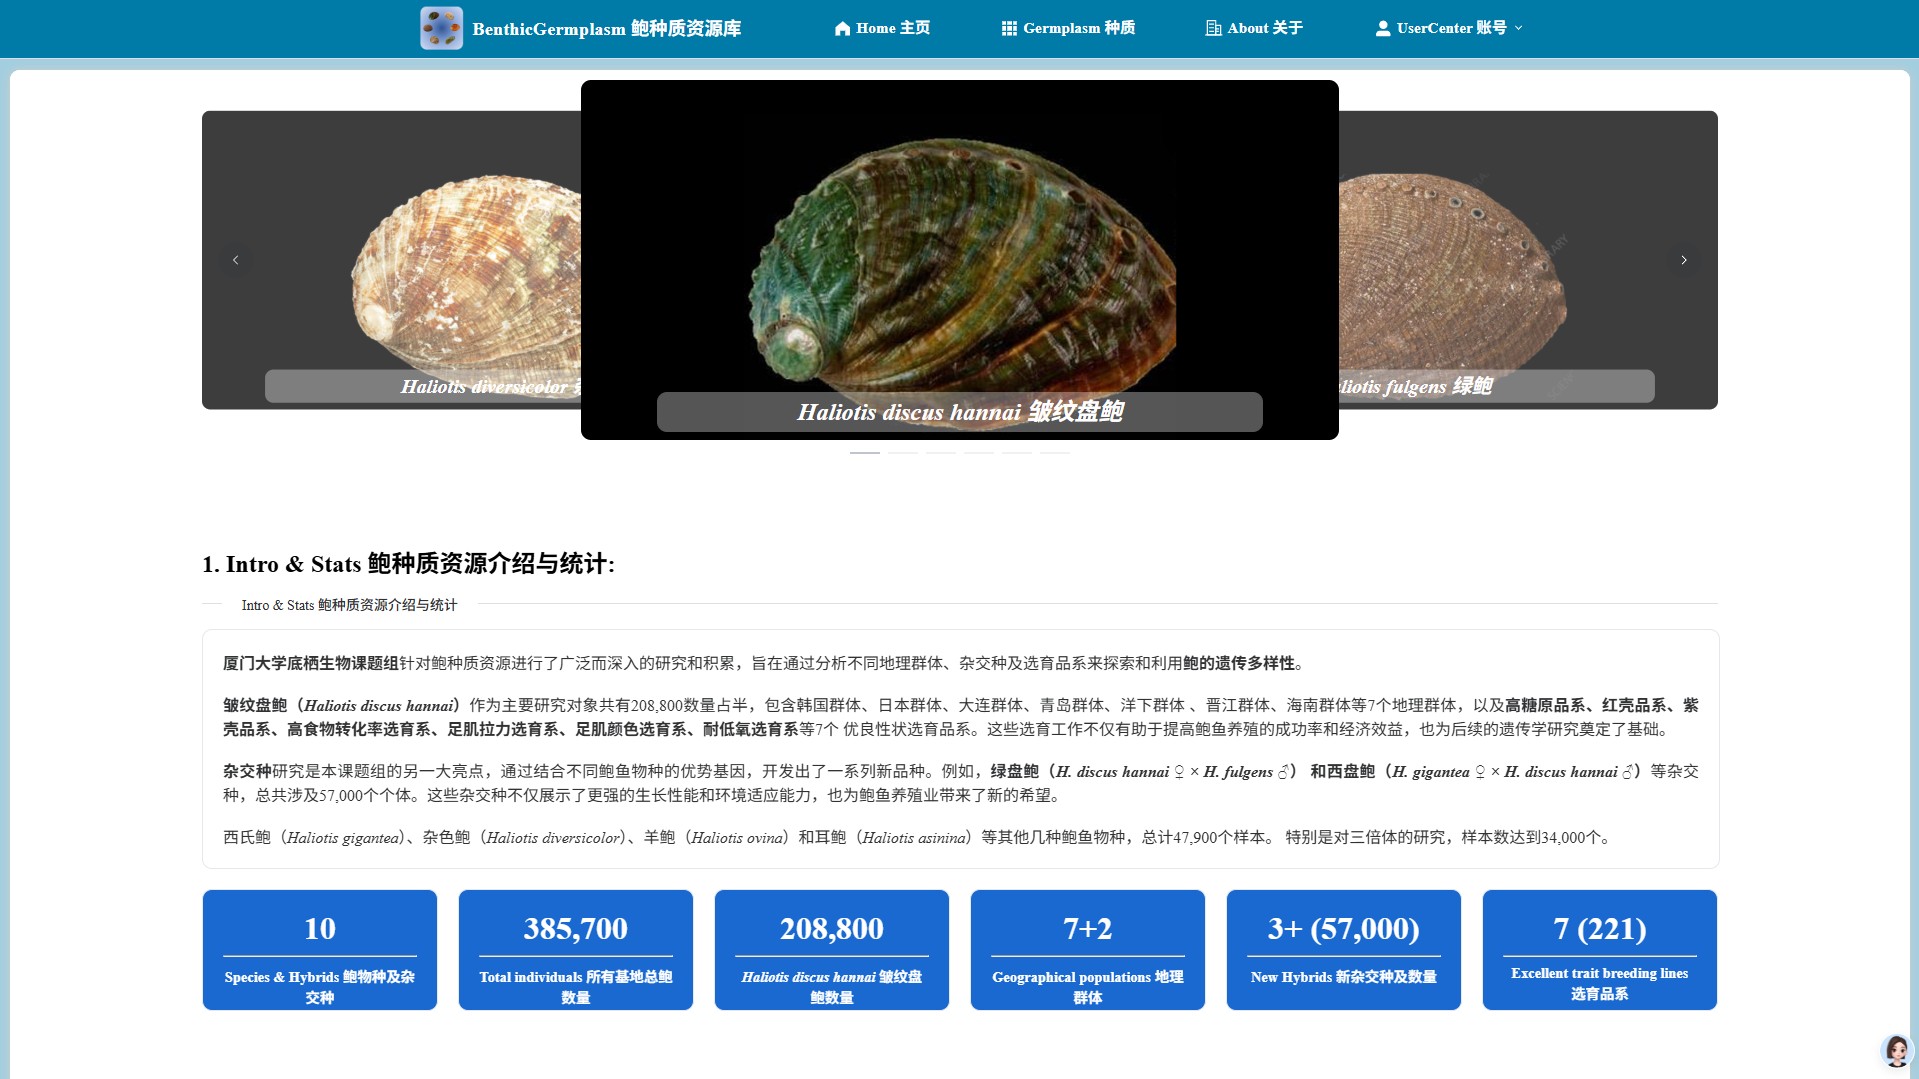 BenthicGermplasm 鲍种质资源库
Home 主页
Germplasm 种质
About 关于
UserCenter 账号
Haliotis diversicolor
Haliotis discus hannai 皱纹盘鲍
fulgens 绿鲍
1. Intro & Stats 鲍种质资源介绍与统计:
Intro & Stats 鲍种质资源介绍与统计
厦门大学底栖生物课题组针对鲍种质资源进行了广泛而深入的研究和积累，旨在通过分析不同地理群体、杂交种及选育品系来探索和利用鲍的遗传多样性。
皱纹盘鲍（Haliotis discus hannai）作为主要研究对象共有208,800数量占半，包含韩国群体、日本群体、大连群体、青岛群体、洋下群体 、晋江群体、海南群体等7个地理群体，以及高糖原品系、红壳品系、紫
壳品系、高食物转化率选育系、足肌拉力选育系、足肌颜色选育系、耐低氧选育系等7个 优良性状选育品系。这些选育工作不仅有助于提高鲍鱼养殖的成功率和经济效益，也为后续的遗传学研究奠定了基础。
杂交种研究是本课题组的另一大亮点，通过结合不同鲍鱼物种的优势基因，开发出了一系列新品种。例如，绿盘鲍（H. discus hannai ♀ × H. fulgens ♂） 和西盘鲍（H. gigantea ♀ × H. discus hannai ♂）等杂交
种，总共涉及57,000个个体。这些杂交种不仅展示了更强的生长性能和环境适应能力，也为鲍鱼养殖业带来了新的希望。
西氏鲍（Haliotis gigantea）、杂色鲍（Haliotis diversicolor）、羊鲍（Haliotis ovina）和耳鲍（Haliotis asinina）等其他几种鲍鱼物种，总计47,900个样本。 特别是对三倍体的研究，样本数达到34,000个。
10
Species & Hybrids 鲍物种及杂
交种
385,700
Total individuals 所有基地总鲍
数量
208,800
Haliotis discus hannai 皱纹盘
鲍数量
7+2
Geographical populations 地理
群体
3+ (57,000)
New Hybrids 新杂交种及数量
7 (221)
Excellent trait breeding lines
选育品系